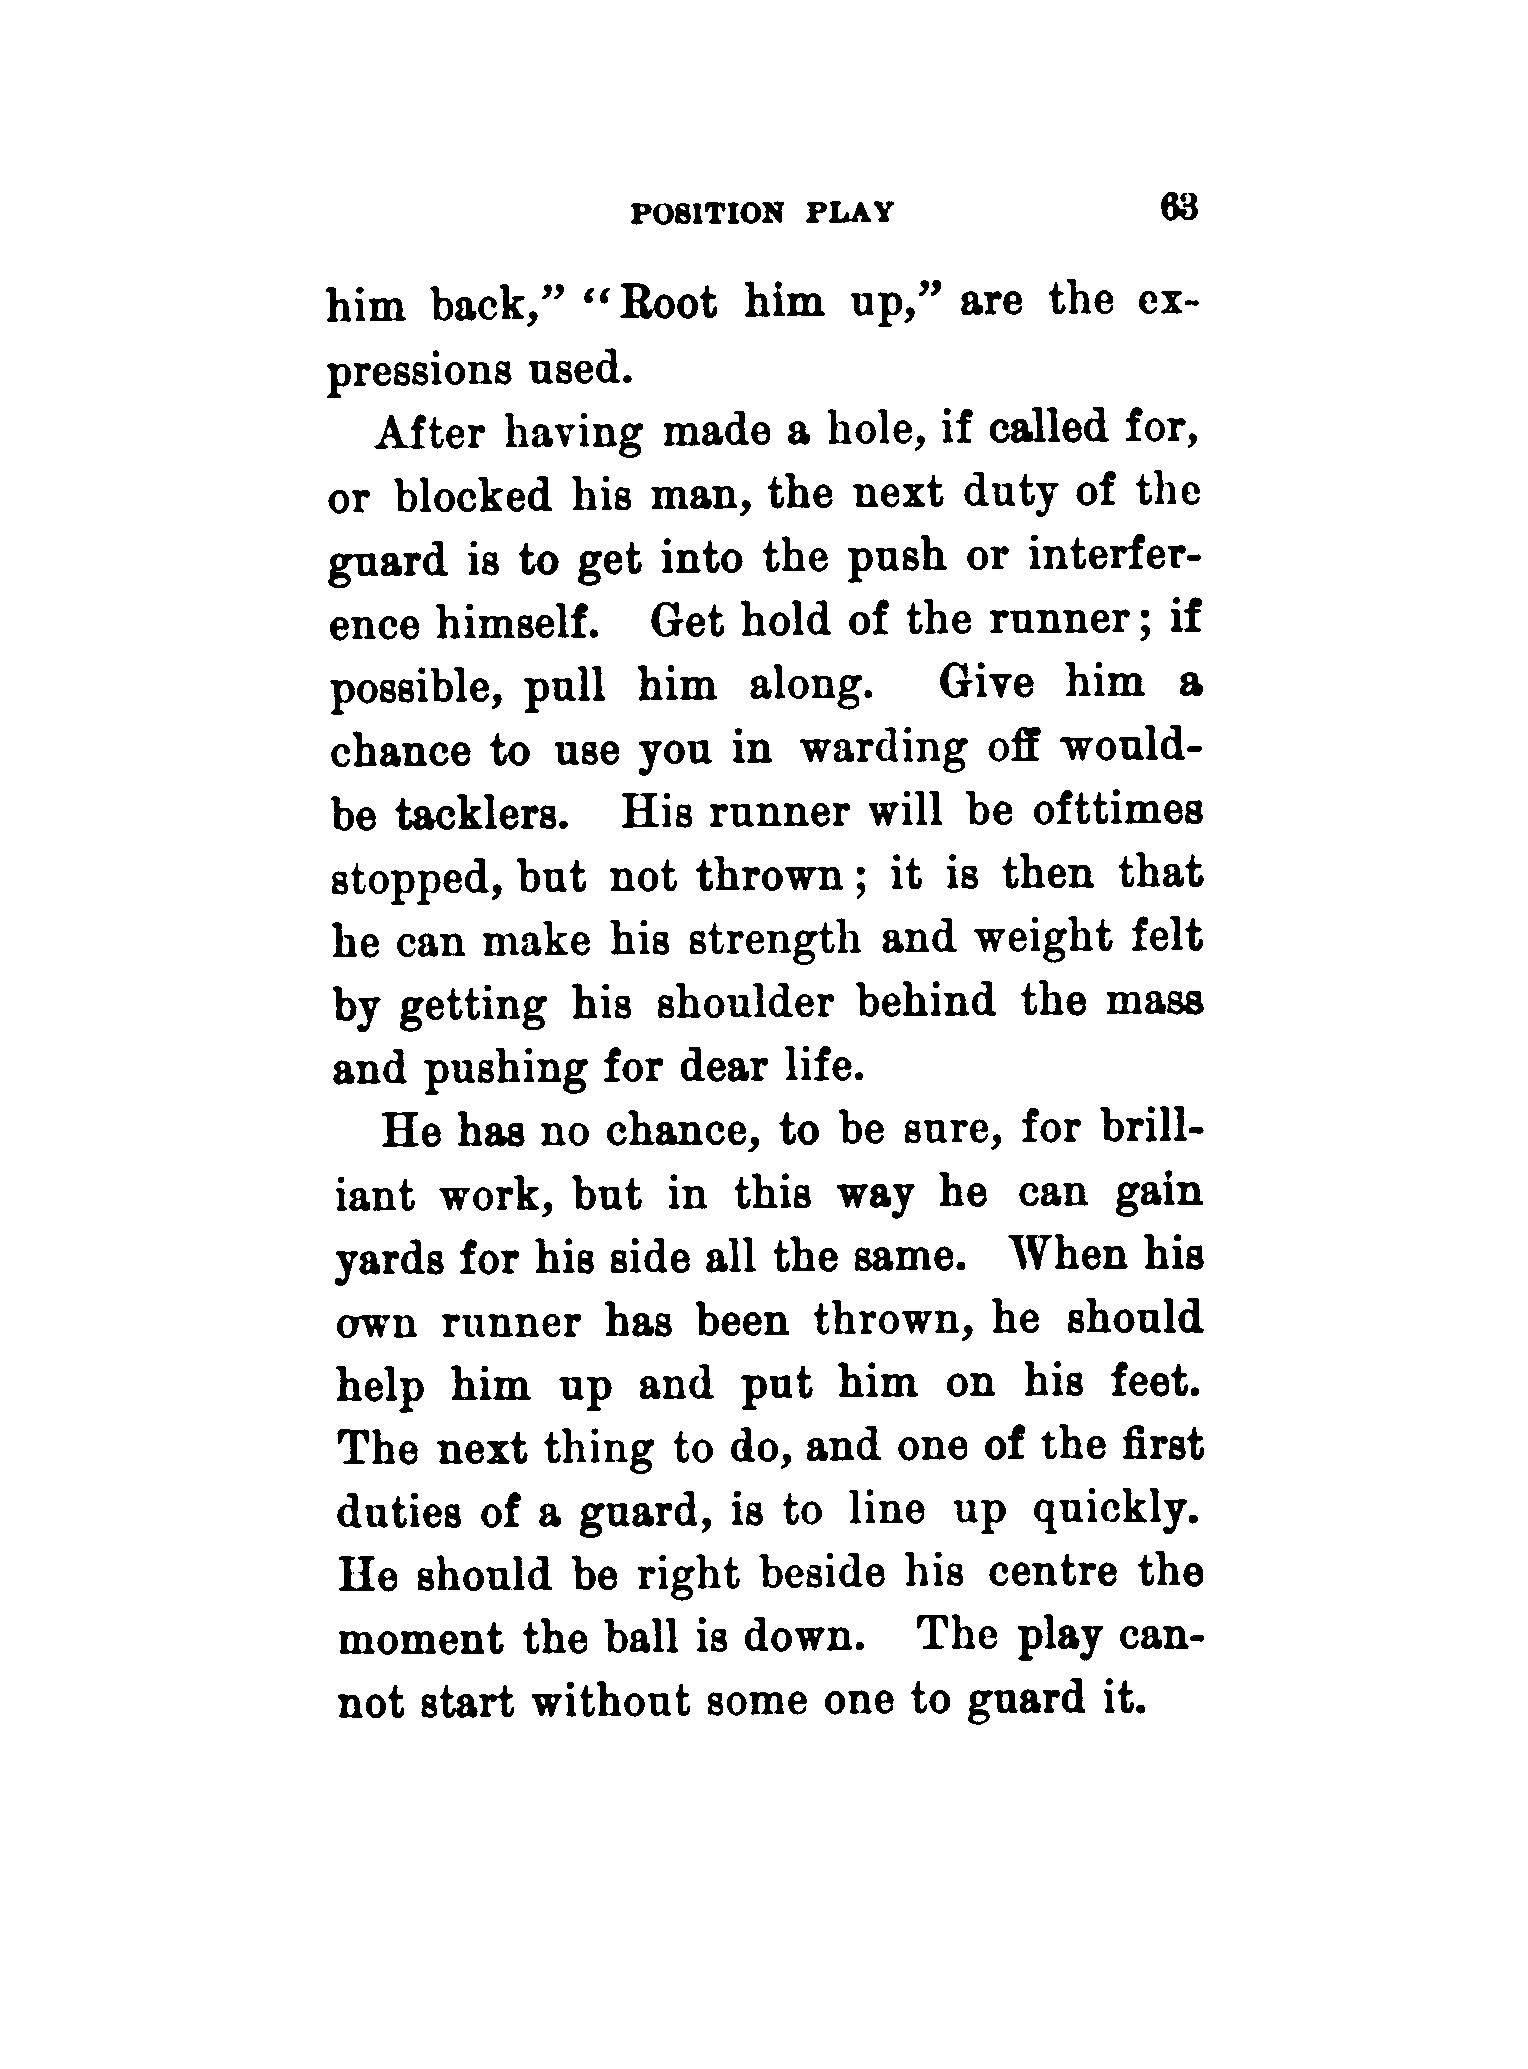 POSITION PLAY 63
him back,” “Root him up,” are the ex-
pressions used.
After having made a hole, if called for,
or blocked his man, the next duty of the
guard is to get into the push or interfer-
ence himself. Get hold of the runner; if
possible, pull him along. Give him a
chance to use you in warding off would-
be tacklers. His runner will be ofttimes
stopped, but not thrown; it is then that
he can make his strength and weight felt
by getting his shoulder behind the mass
and pushing for dear life.
He has no chance, to be sure, for brill-
iant work, but in this way he can gain
yards for his side all the same. When his
own runner has been thrown, he should
help him up and put him on his feet.
The next thing to do, and one of the first
duties of a guard, is to line up quickly.
He should be right beside his centre the
moment the ball is down. The play can-
not start without some one to guard it.